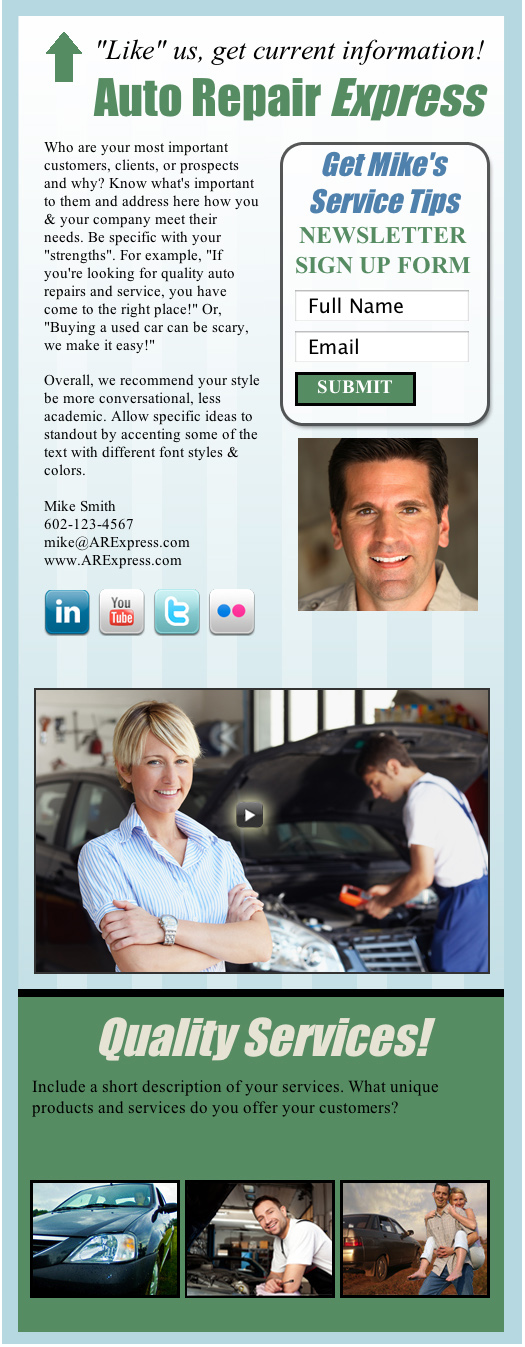 "Like" us, get current information!
Auto Repair Express
Who are your most important
customers, clients, or prospects
and why? Know what's important
to them and address here how you
& your company meet their
needs. Be specific with your
"strengths". For example, "If
you're looking for quality auto
repairs and service, you have
come to the right place!" Or,
"Buying a used car can be scary,
we make it easy!"
Overall, we recommend your style
be more conversational, less
academic. Allow specific ideas to
standout by accenting some of the
text with different font styles &
colors.
Mike Smith
602-123-4567
mike@ARExpress.com
www.ARExpress.com
in
You
Tube
t
Get Mike's
Service Tips
NEWSLETTER
SIGN UP FORM
Full Name
Email
SUBMIT
Quality Services!
Include a short description of your services. What unique
products and services do you offer your customers?